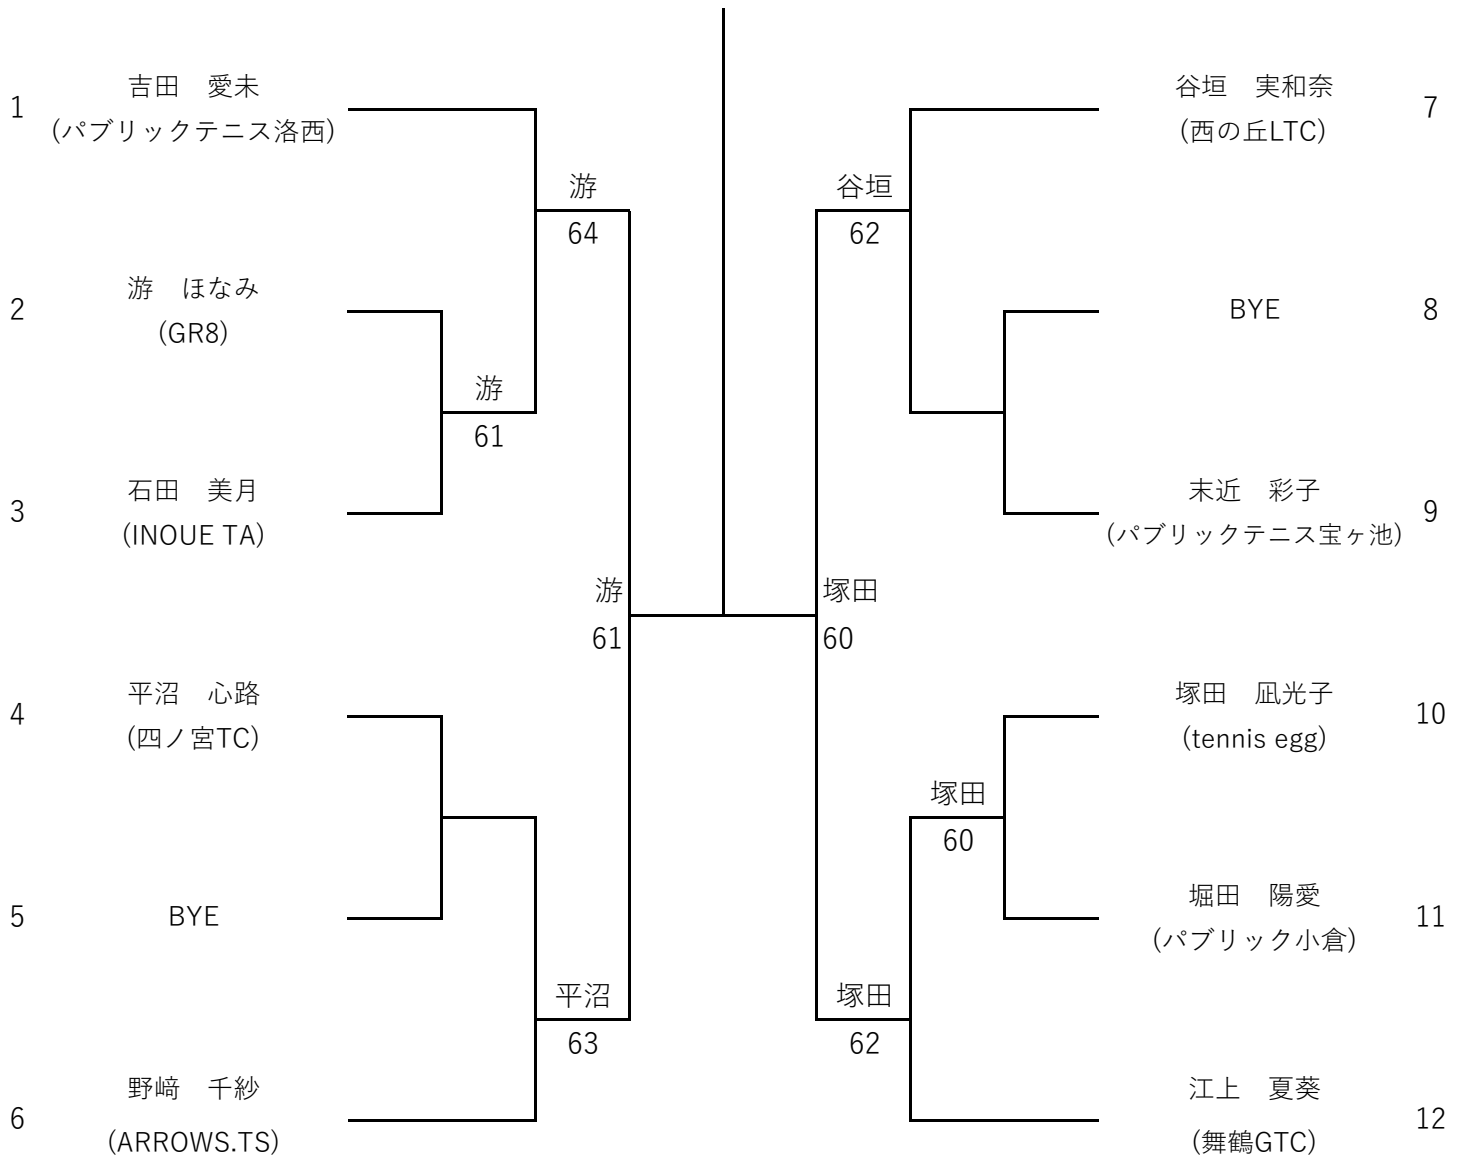 1
吉田　愛未
(パブリックテニス洛西)
游
64
2
游　ほなみ
(GR8)
游
61
3
石田　美月
(INOUE TA)
游
61
4
平沼　心路
(四ノ宮TC)
5
BYE
平沼
63
6
野﨑　千紗
(ARROWS.TS)
谷垣　実和奈
(西の丘LTC)
7
谷垣
62
BYE
8
末近　彩子
(パブリックテニス宝ヶ池)
9
塚田
60
塚田　凪光子
(tennis egg)
10
塚田
60
堀田　陽愛
(パブリック小倉)
11
塚田
62
江上　夏葵
(舞鶴GTC)
12